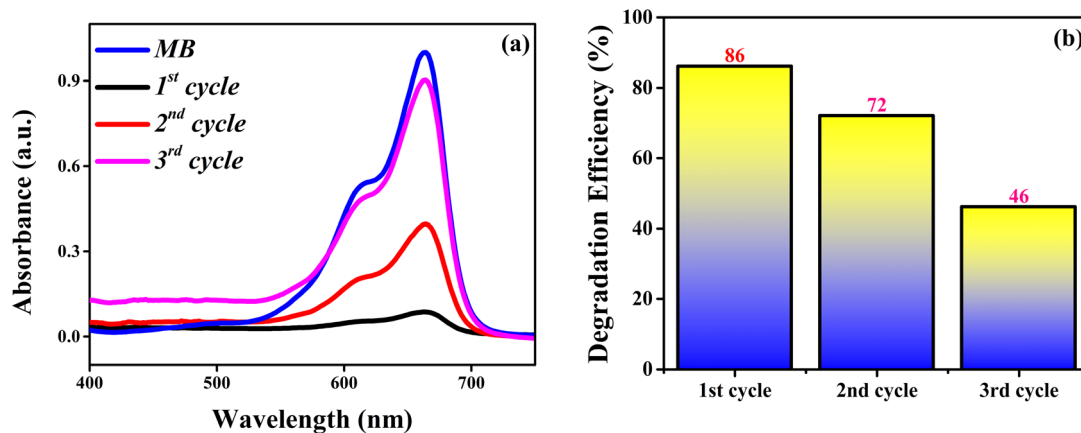 (a)
MB
1st cycle
2nd cycle
3rd cycle
Absorbance (a.u.)
0.9
0.6
0.3
0.0
400
500
600
700
Wavelength (nm)
(b)
Degradation Efficiency (%)
100
80
60
40
20
0
86
72
46
1st cycle
2nd cycle
3rd cycle